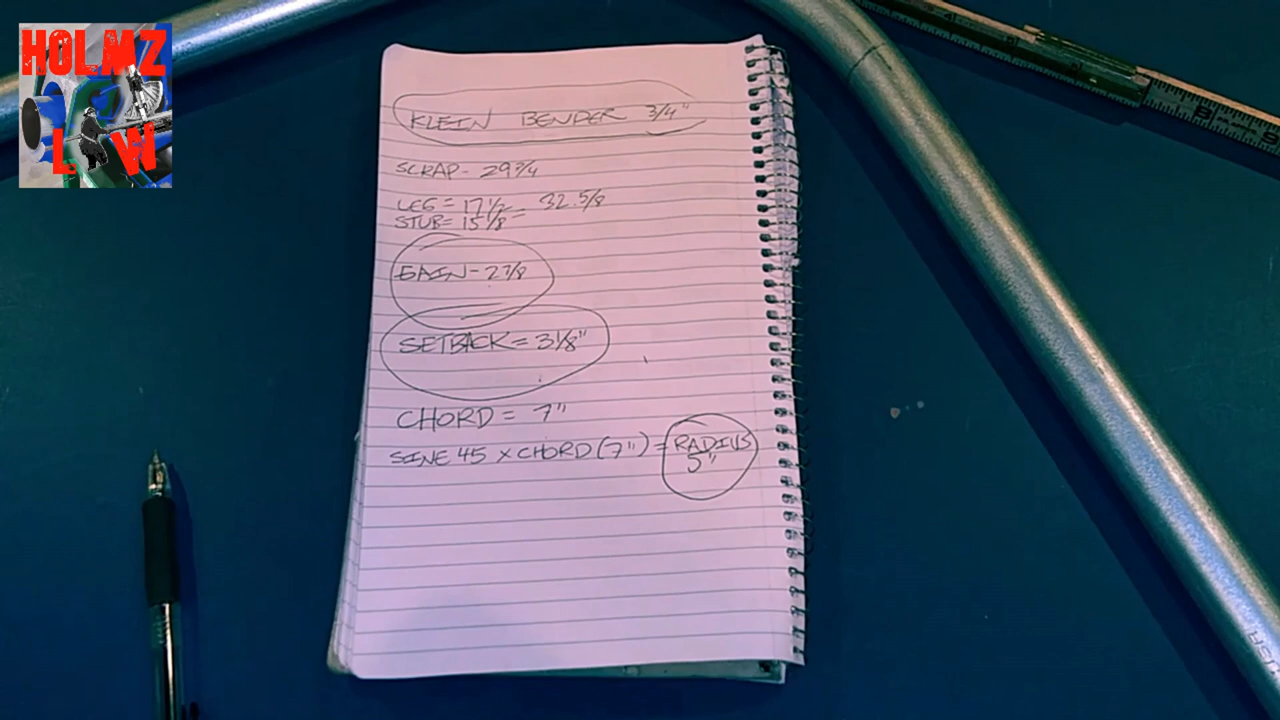 HOLMZ
LAW
KLEIN BENDER 3/4"
SCRAP - 29 3/4
LEG = 17 1/2 - 32.5/8
STUB = 15 1/8
GAIN - 2 7/8
SETBACK = 3 1/8"
CHORD = 7"
SINE 45 x CHORD (7") = RADIUS
5"